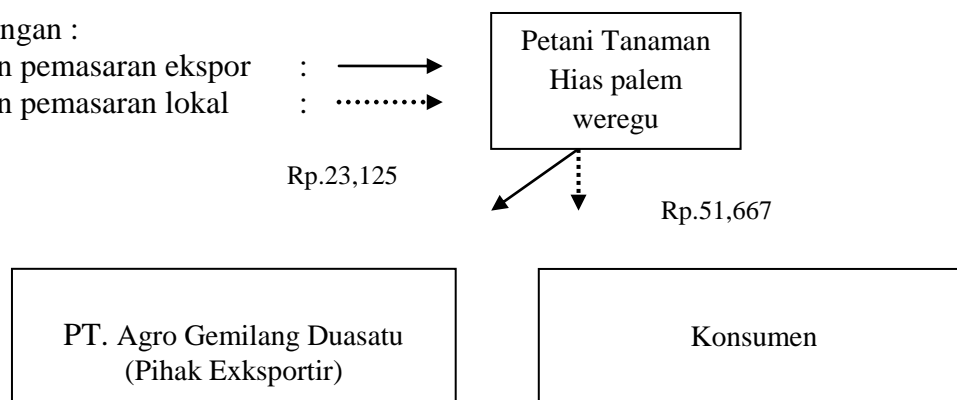 ngan :
n pemasaran ekspor :
n pemasaran lokal :
Petani Tanaman
Hias palem
weregu
Rp.23,125
Rp.51,667
PT. Agro Gemilang Duasatu
(Pihak Exksportir)
Konsumen